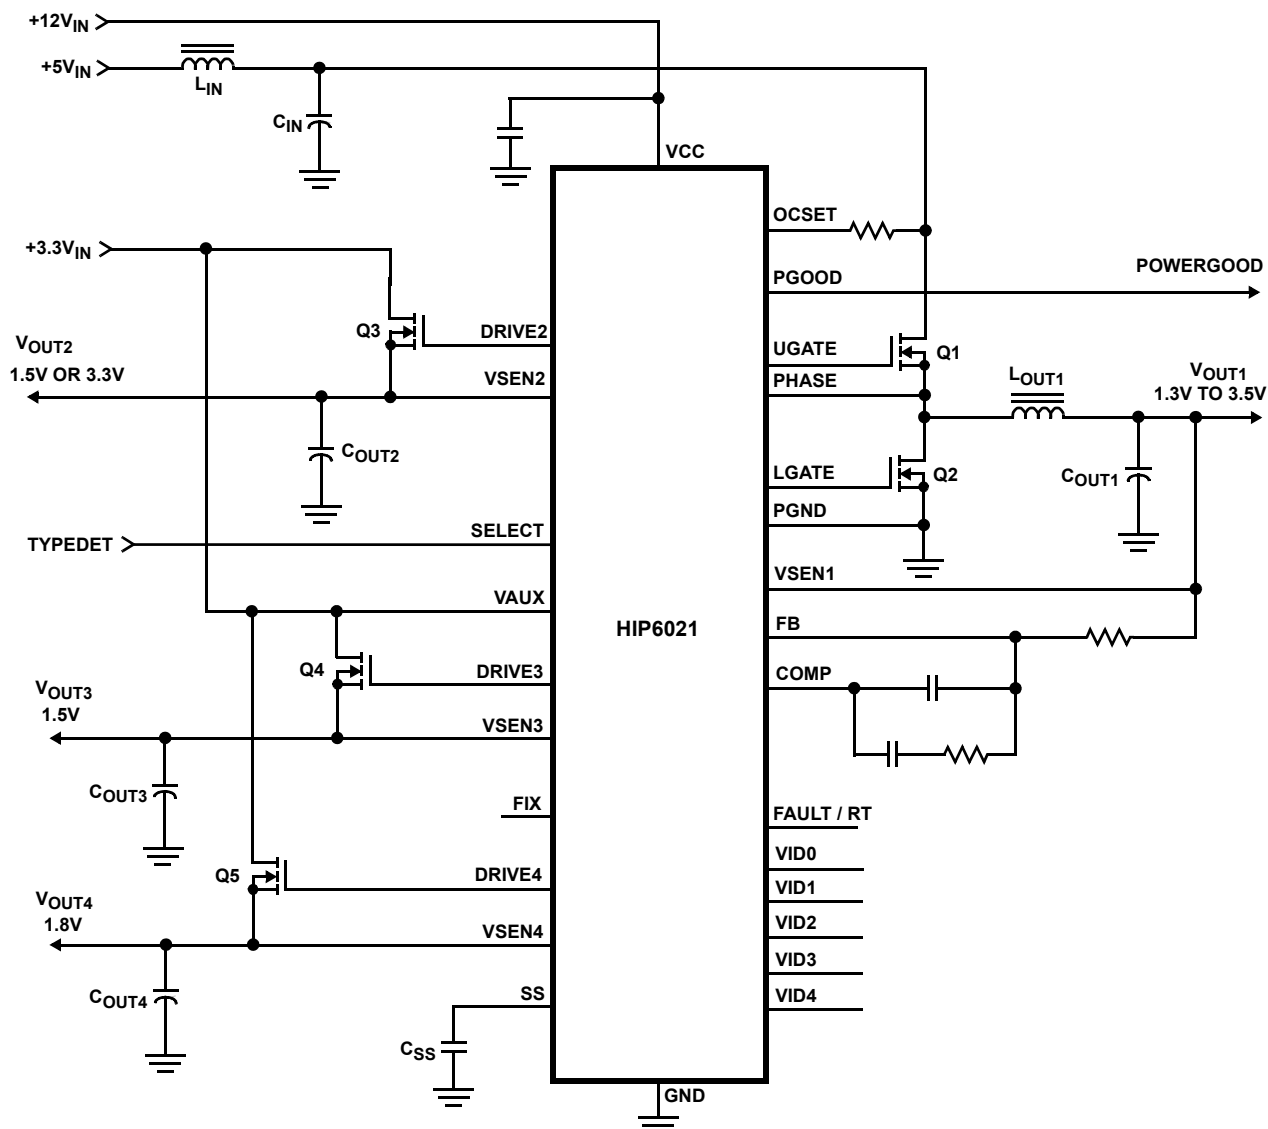 +12VIN
+5VIN
LIN
CIN
VCC
OCSET
+3.3VIN
PGOOD
POWERGOOD
Q3
DRIVE2
VOUT2
1.5V OR 3.3V
VSEN2
UGATE
Q1
PHASE
LOUT1
VOUT1
1.3V TO 3.5V
COUT2
LGATE
Q2
COUT1
PGND
TYPEDET
SELECT
VSEN1
VAUX
HIP6021
FB
Q4
DRIVE3
COMP
VOUT3
1.5V
VSEN3
COUT3
FIX
FAULT / RT
VID0
Q5
DRIVE4
VID1
VOUT4
1.8V
VSEN4
VID2
VID3
COUT4
SS
VID4
CSS
GND